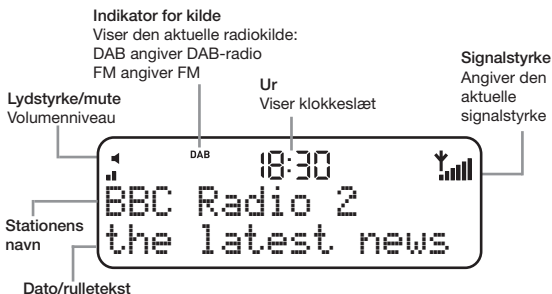 Indikator for kilde
Viser den aktuelle radiokilde:
DAB angiver DAB-radio
FM angiver FM
Signalstyrke
Angiver den
aktuelle
signalstyrke
Ur
Viser klokkeslæt
Lydstyrke/mute
Volumenniveau
DAB
18:30
BBC Radio 2
the latest news
Stationens
navn
Dato/rulletekst